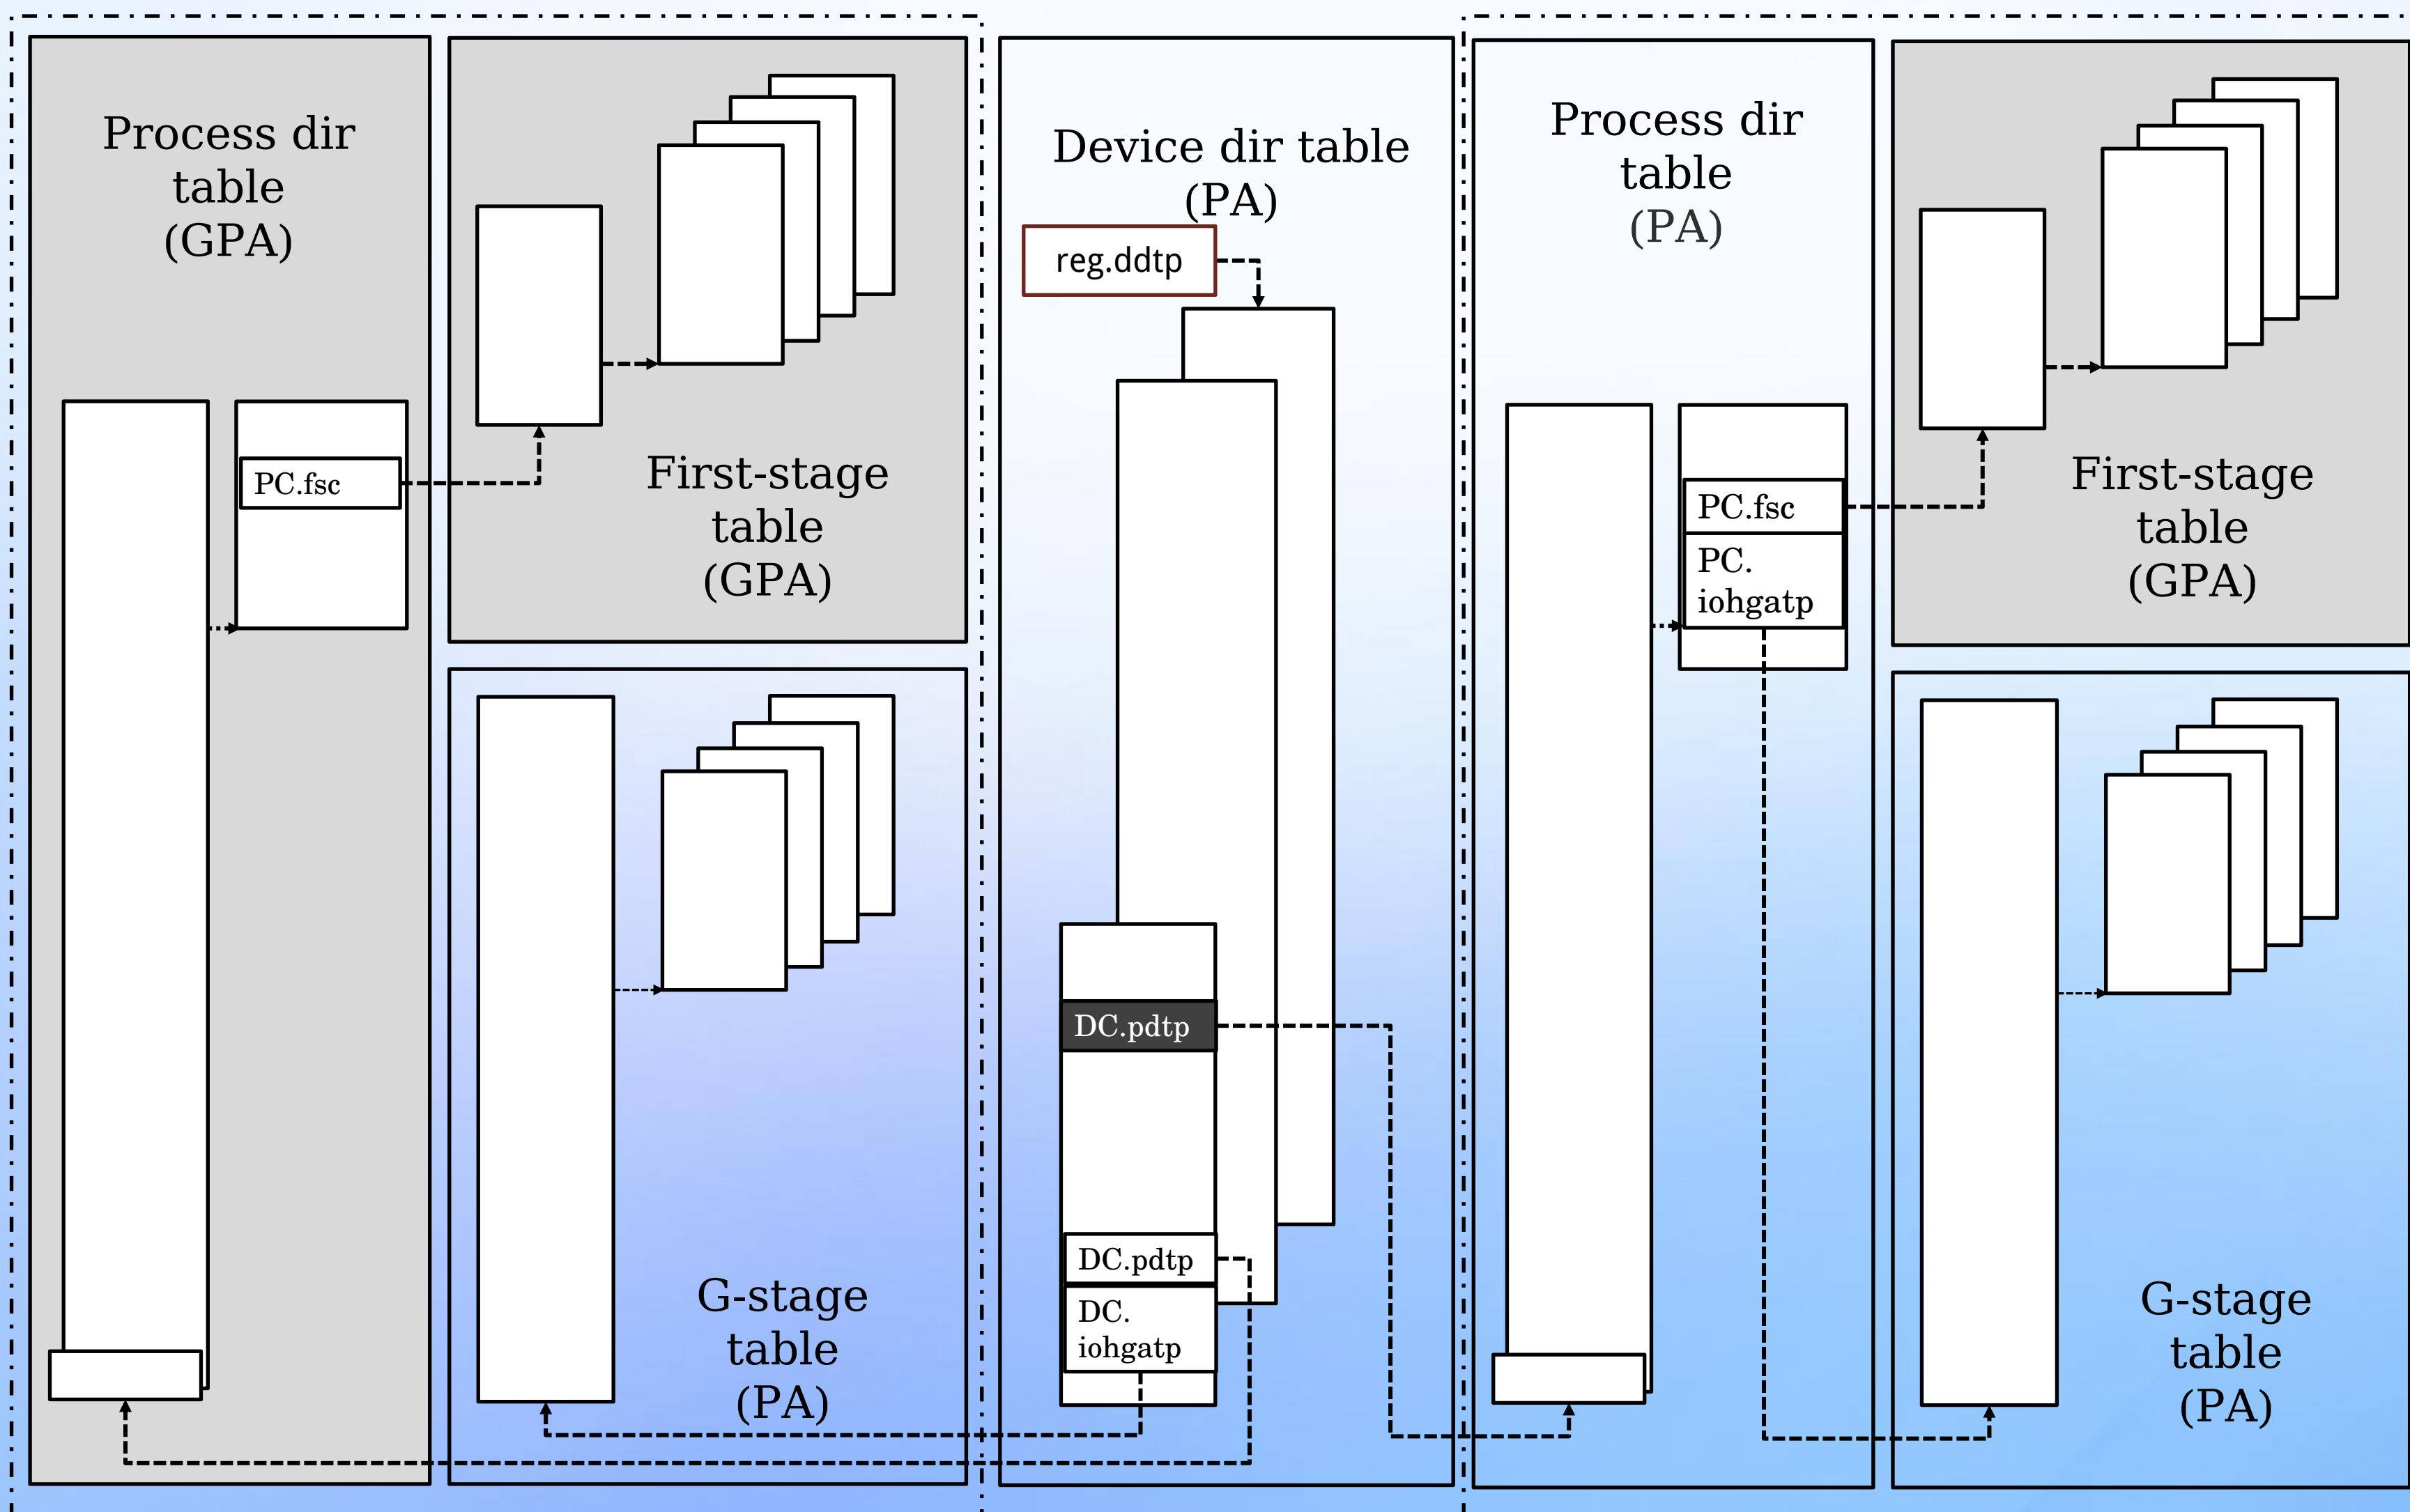 Process dir
table
(GPA)
PC.fsc
First-stage
table
(GPA)
G-stage
table
(PA)
Device dir table
(PA)
reg.ddtp
DC.pdtp
DC.pdtp
DC.
iohgatp
Process dir
table
(PA)
PC.fsc
PC.
iohgatp
First-stage
table
(GPA)
G-stage
table
(PA)